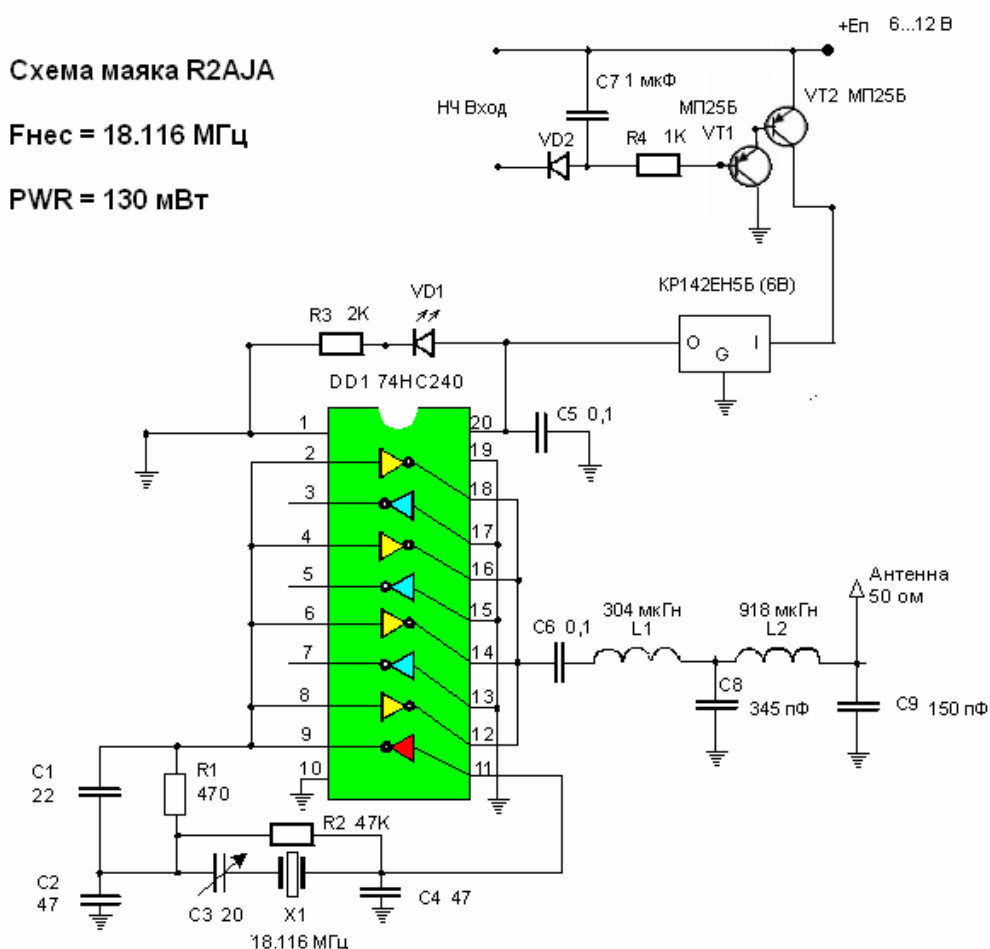 Схема маяка R2AJA
Fнес = 18.116 МГц
PWR = 130 мВт
+Еп 6...12 В
С7 1 мкФ
VT2 МП25Б
НЧ Вход
МП25Б
VT1
VD2
R4 1К
КР142ЕН5Б (6В)
O G I
VD1
R3 2К
DD1 74HC240
C5 0,1
1
2
3
4
5
6
7
8
9
10
20
19
18
17
16
15
14
13
12
11
Антенна
50 ом
304 мкГн
L1
918 мкГн
L2
C6 0,1
C8
345 пФ
C9 150 пФ
C1
22
R1
470
R2 47К
C2
47
C3 20
X1
C4 47
18.116 МГц